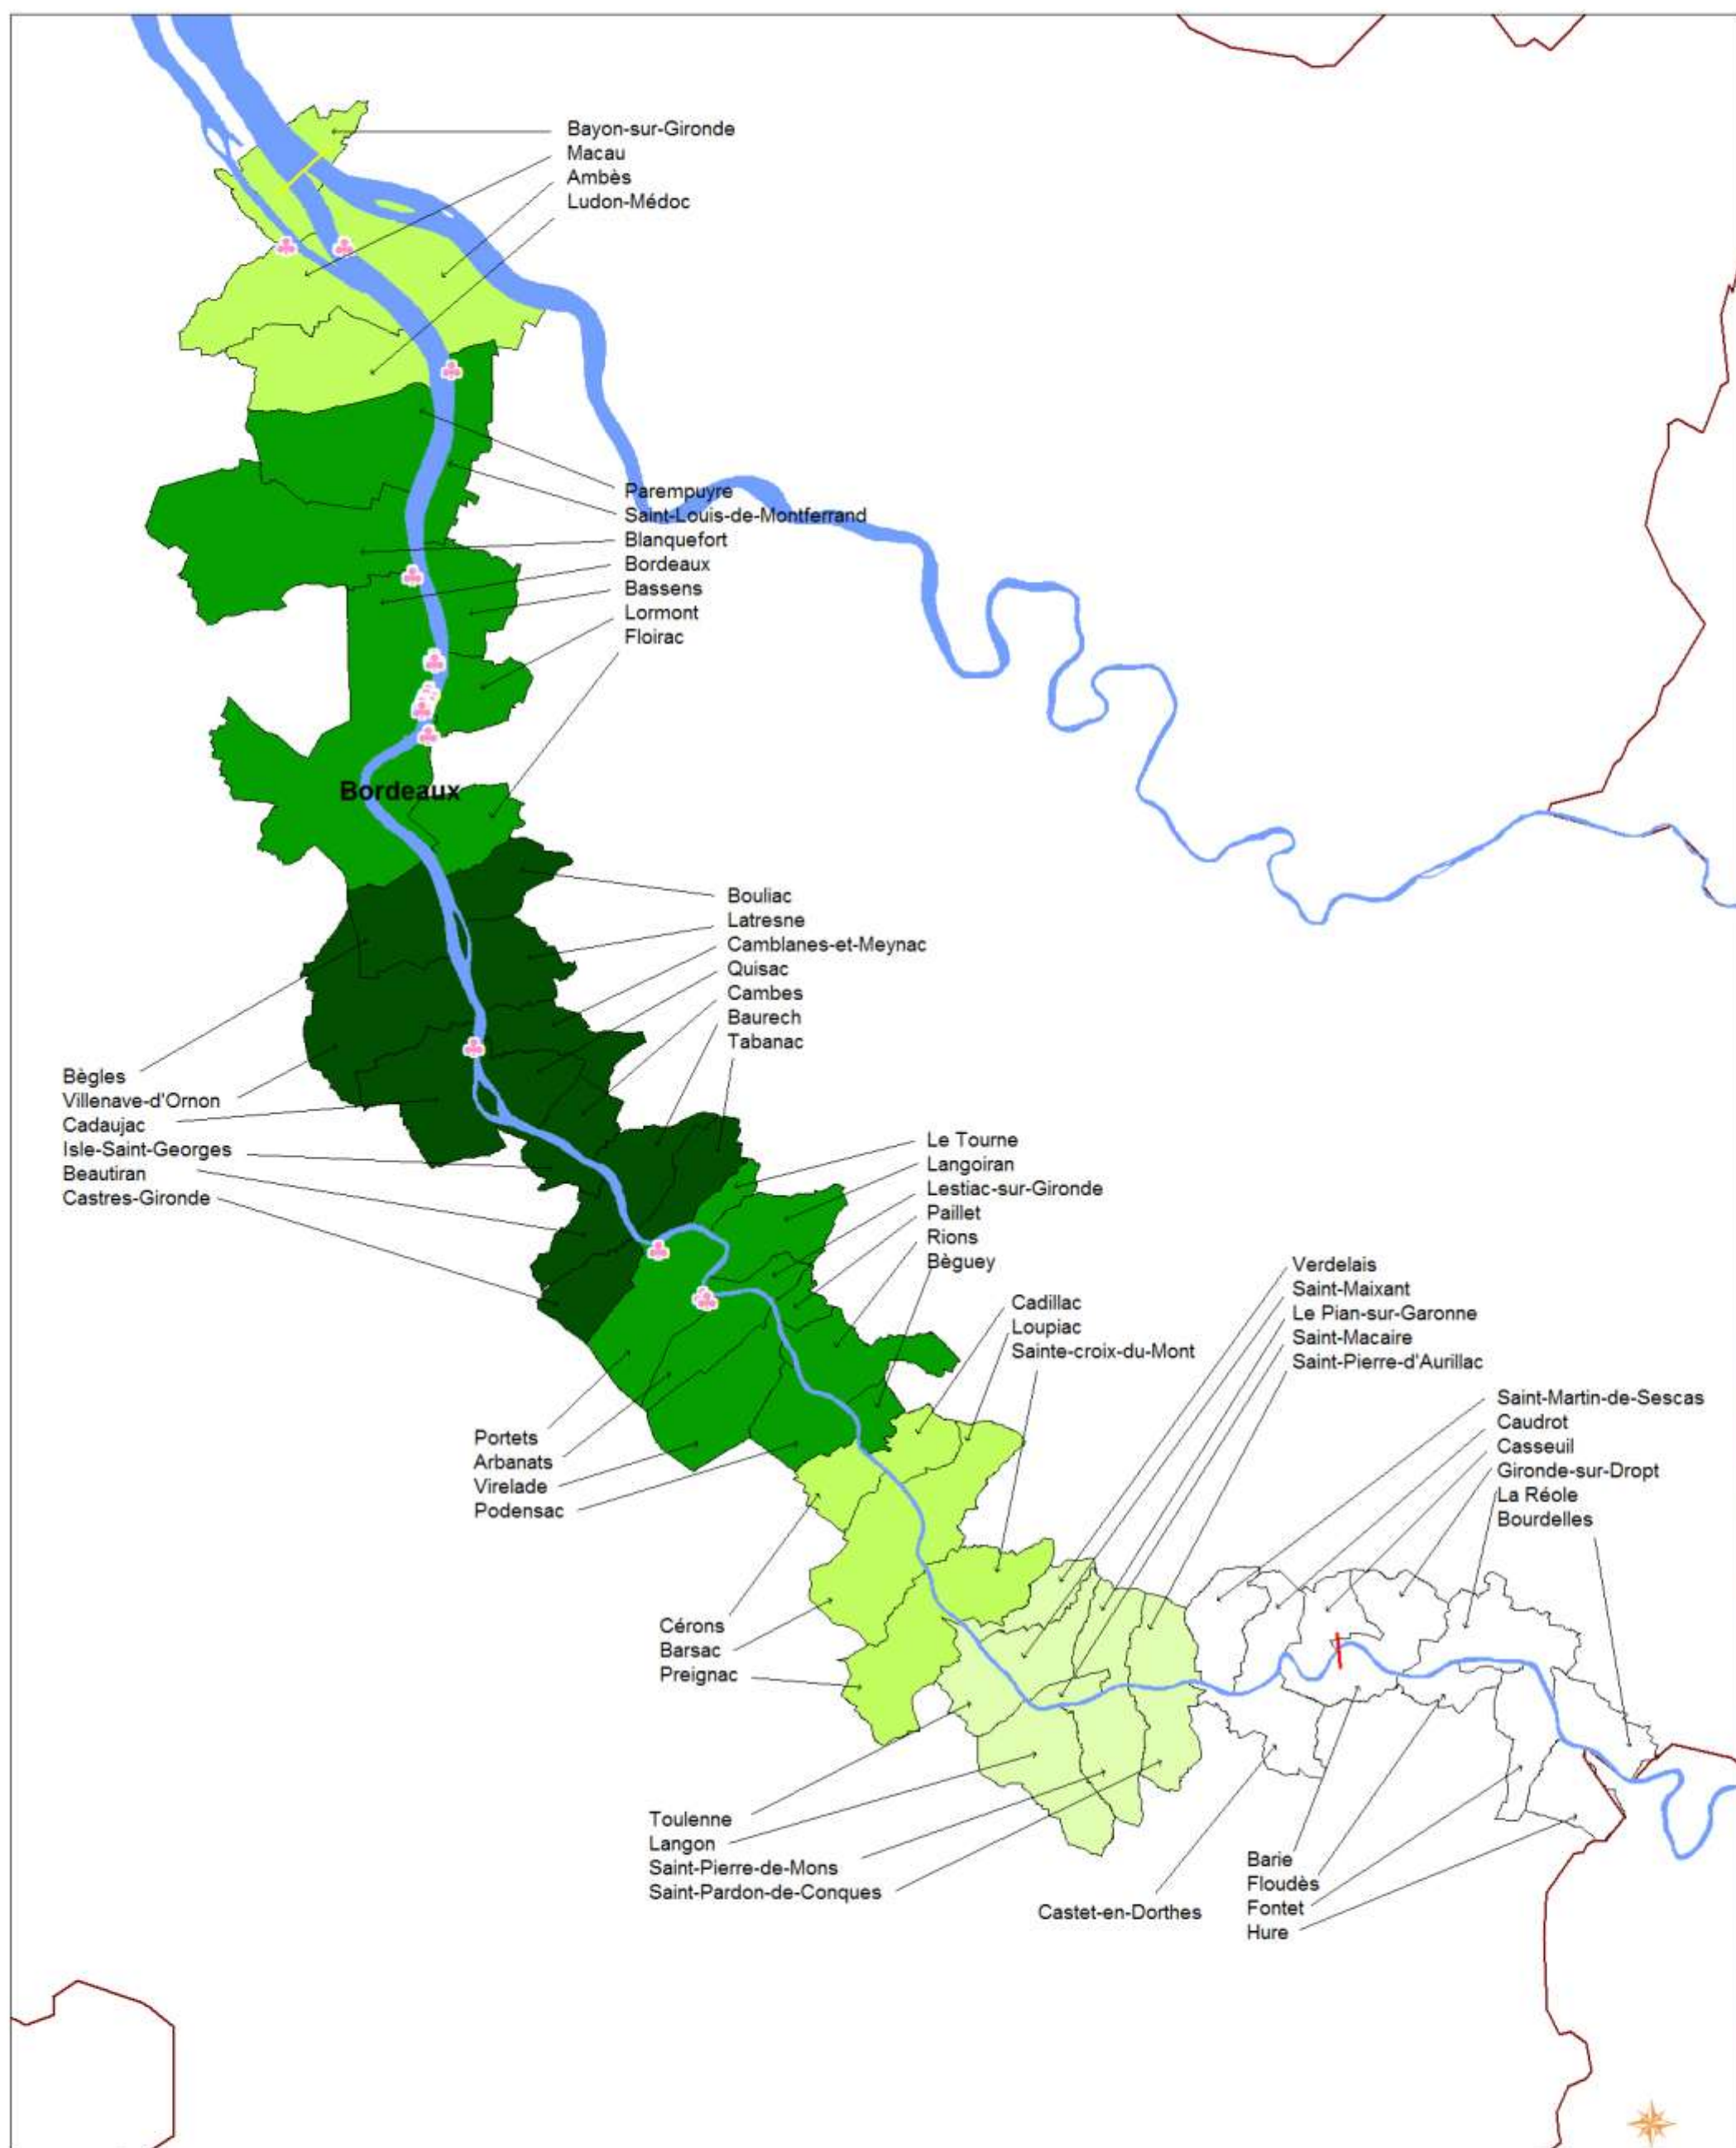 Bayon-sur-Gironde
Macau
Ambès
Ludon-Médoc
Parempuyre
Saint-Louis-de-Montferrand
Blanquefort
Bordeaux
Bassens
Lormont
Floirac
Bordeaux
Bouliac
Latresne
Camblanes-et-Meynac
Quisac
Cambes
Baurech
Tabanac
Bègles
Villenave-d'Ornon
Cadaujac
Isle-Saint-Georges
Beautiran
Castres-Gironde
Le Tourne
Langoiran
Lestiac-sur-Gironde
Paillet
Rions
Bèguey
Cadillac
Loupiac
Sainte-croix-du-Mont
Verdelais
Saint-Maixant
Le Pian-sur-Garonne
Saint-Macaire
Saint-Pierre-d'Aurillac
Saint-Martin-de-Sescas
Caudrot
Casseuil
Gironde-sur-Dropt
La Réole
Bourdelles
Portets
Arbanats
Virelade
Podensac
Cérons
Barsac
Preignac
Toulenne
Langon
Saint-Pierre-de-Mons
Saint-Pardon-de-Conques
Castet-en-Dorthes
Barie
Floudès
Fontet
Hure